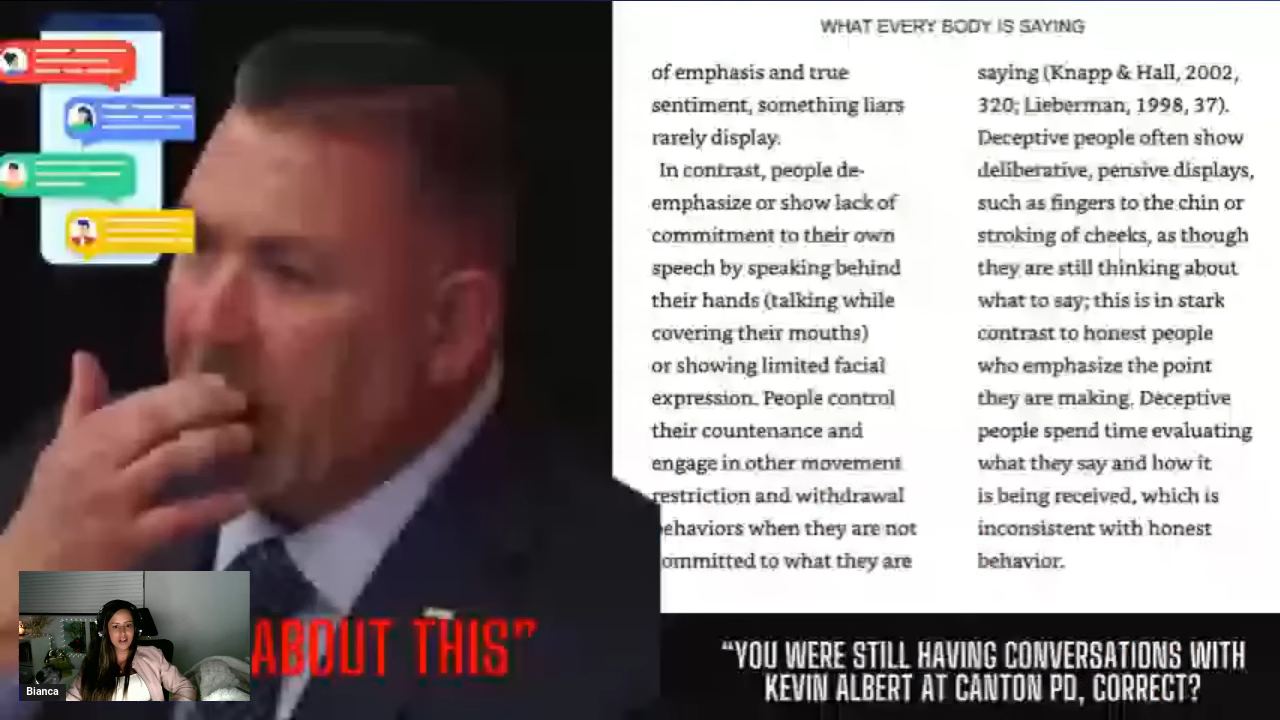 WHAT EVERY BODY IS SAYING
of emphasis and true
sentiment, something liars
rarely display.
In contrast, people de-
emphasize or show lack of
commitment to their own
speech by speaking behind
their hands (talking while
covering their mouths)
or showing limited facial
expression. People control
their countenance and
engage in other movement
restriction and withdrawal
ehaviors when they are not
ommitted to what they are
saying (Knapp & Hall, 2002,
320; Lieberman, 1998, 37).
Deceptive people often show
deliberative, pensive displays,
such as fingers to the chin or
stroking of cheeks, as though
they are still thinking about
what to say; this is in stark
contrast to honest people
who emphasize the point
they are making. Deceptive
people spend time evaluating
what they say and how it
is being received, which is
inconsistent with honest
behavior.
ABOUT THIS”
“YOU WERE STILL HAVING CONVERSATIONS WITH
KEVIN ALBERT AT CANTON PD, CORRECT?
Bianca